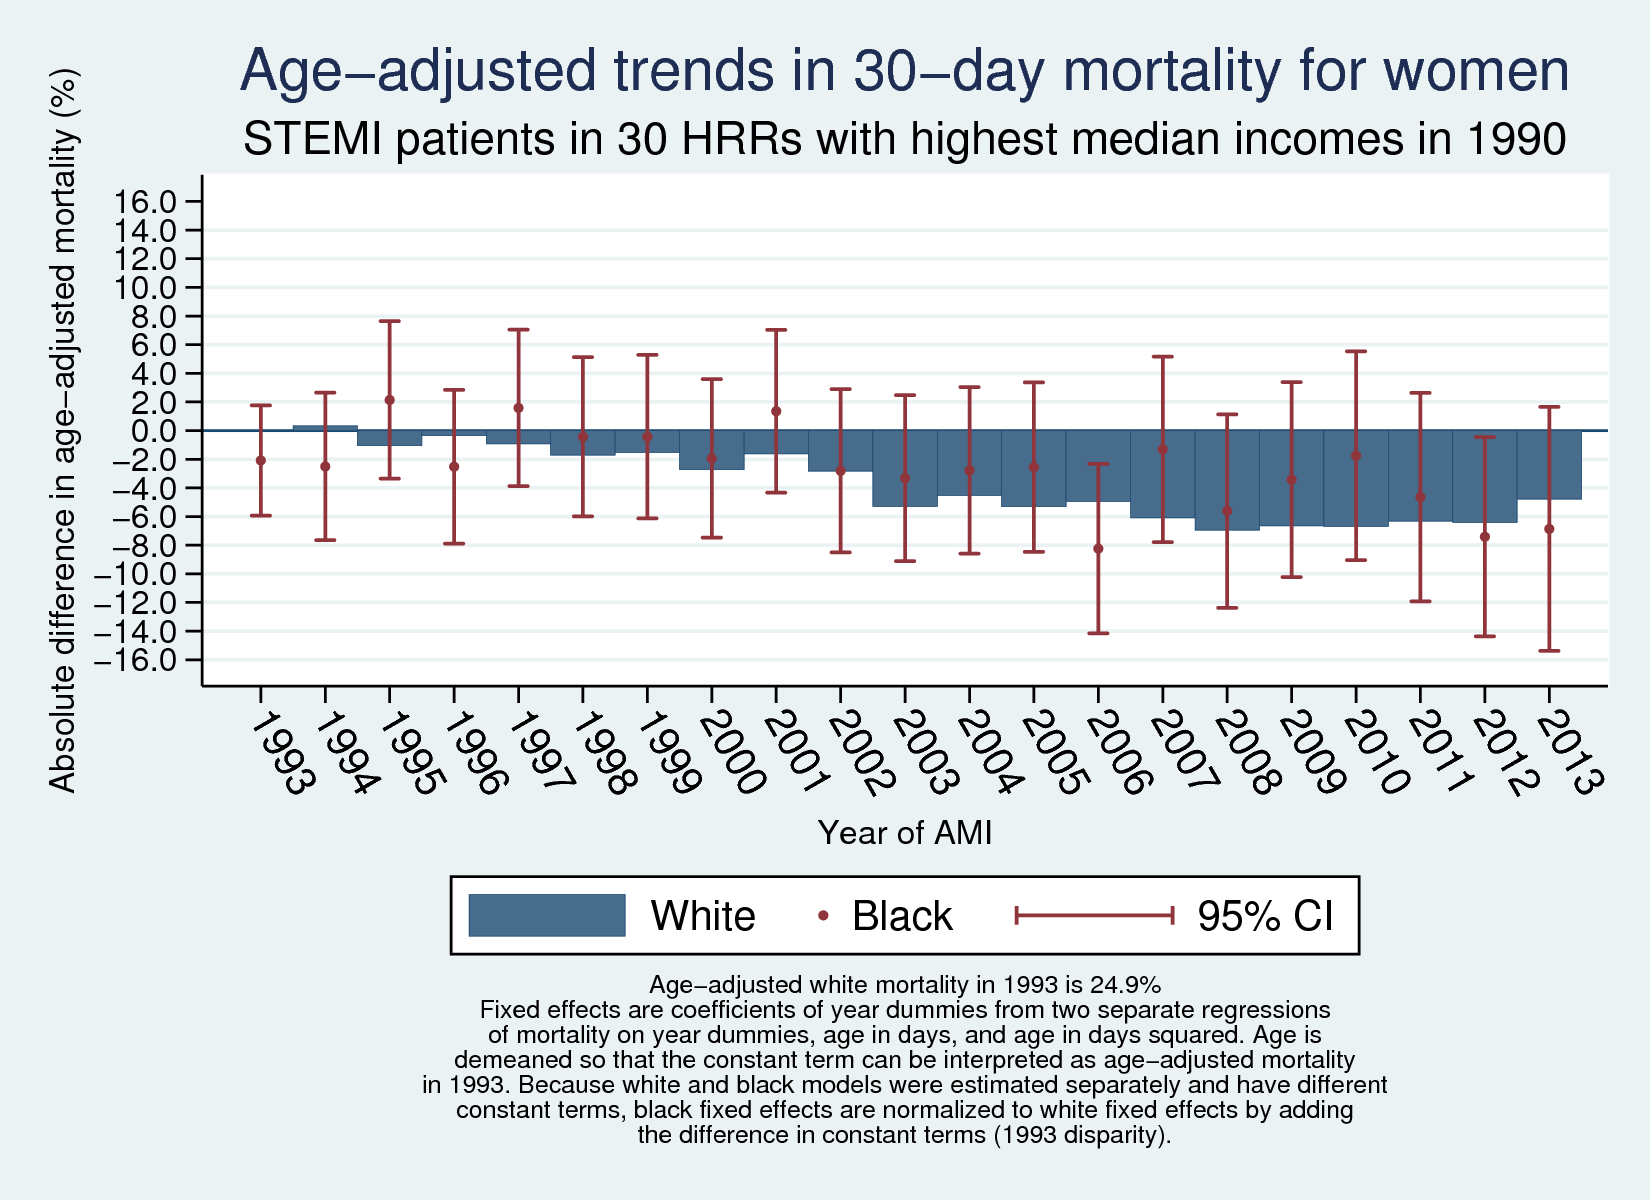 Age−adjusted trends in 30−day mortality for women
STEMI patients in 30 HRRs with highest median incomes in 1990
Absolute difference in age−adjusted mortality (%)
16.0
14.0
12.0
10.0
8.0
6.0
4.0
2.0
0.0
−2.0
−4.0
−6.0
−8.0
−10.0
−12.0
−14.0
−16.0
1993
1994
1995
1996
1997
1998
1999
2000
2001
2002
2003
2004
2005
2006
2007
2008
2009
2010
2011
2012
2013
Year of AMI
White
Black
95% CI
Age−adjusted white mortality in 1993 is 24.9%
Fixed effects are coefficients of year dummies from two separate regressions
of mortality on year dummies, age in days, and age in days squared. Age is
demeaned so that the constant term can be interpreted as age−adjusted mortality
in 1993. Because white and black models were estimated separately and have different
constant terms, black fixed effects are normalized to white fixed effects by adding
the difference in constant terms (1993 disparity).